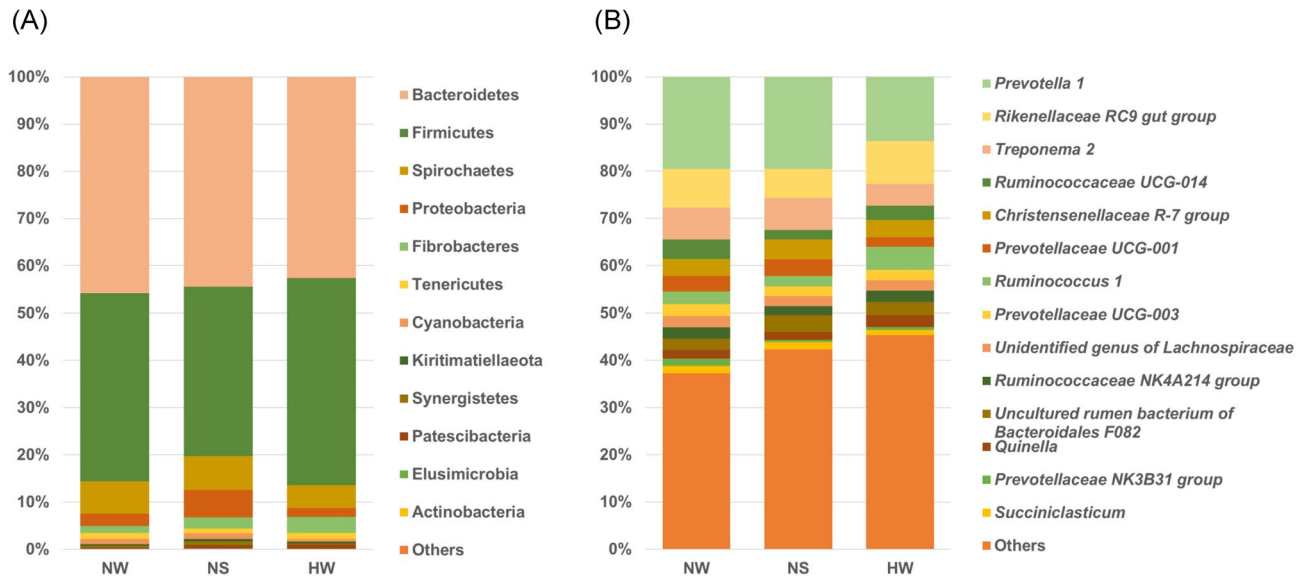 (A)
100%
90%
80%
70%
60%
50%
40%
30%
20%
10%
0%
NW
NS
HW
Bacteroidetes
Firmicutes
Spirochaetes
Proteobacteria
Fibrobacteres
Tenericutes
Cyanobacteria
Kiritimatiellaeota
Synergistetes
Patescibacteria
Elusimicrobia
Actinobacteria
Others
(B)
100%
90%
80%
70%
60%
50%
40%
30%
20%
10%
0%
NW
NS
HW
Prevotella 1
Rikenellaceae RC9 gut group
Treponema 2
Ruminococcaceae UCG-014
Christensenellaceae R-7 group
Prevotellaceae UCG-001
Ruminococcus 1
Prevotellaceae UCG-003
Unidentified genus of Lachnospiraceae
Ruminococcaceae NK4A214 group
Uncultured rumen bacterium of
Bacteroidales F082
Quinella
Prevotellaceae NK3B31 group
Succiniclasticum
Others